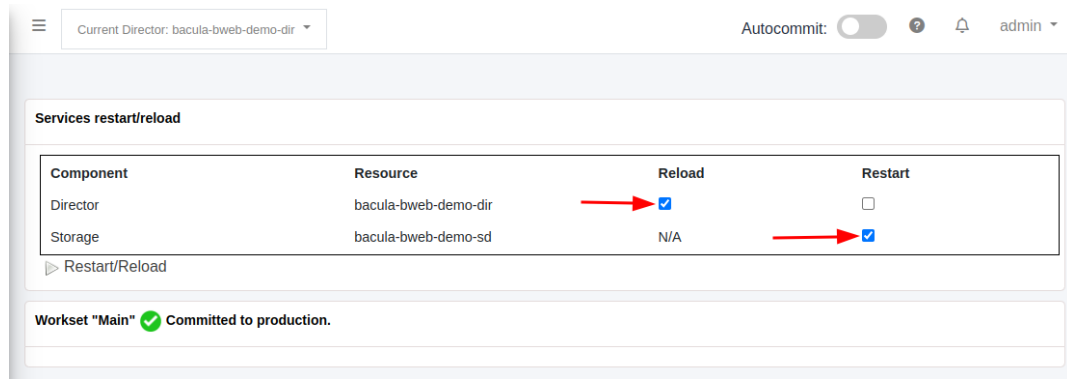 Current Director: bacula-bweb-demo-dir
Autocommit:
admin
Services restart/reload
Component Resource Reload Restart
Director bacula-bweb-demo-dir
Storage bacula-bweb-demo-sd N/A
Restart/Reload
Workset "Main" Committed to production.